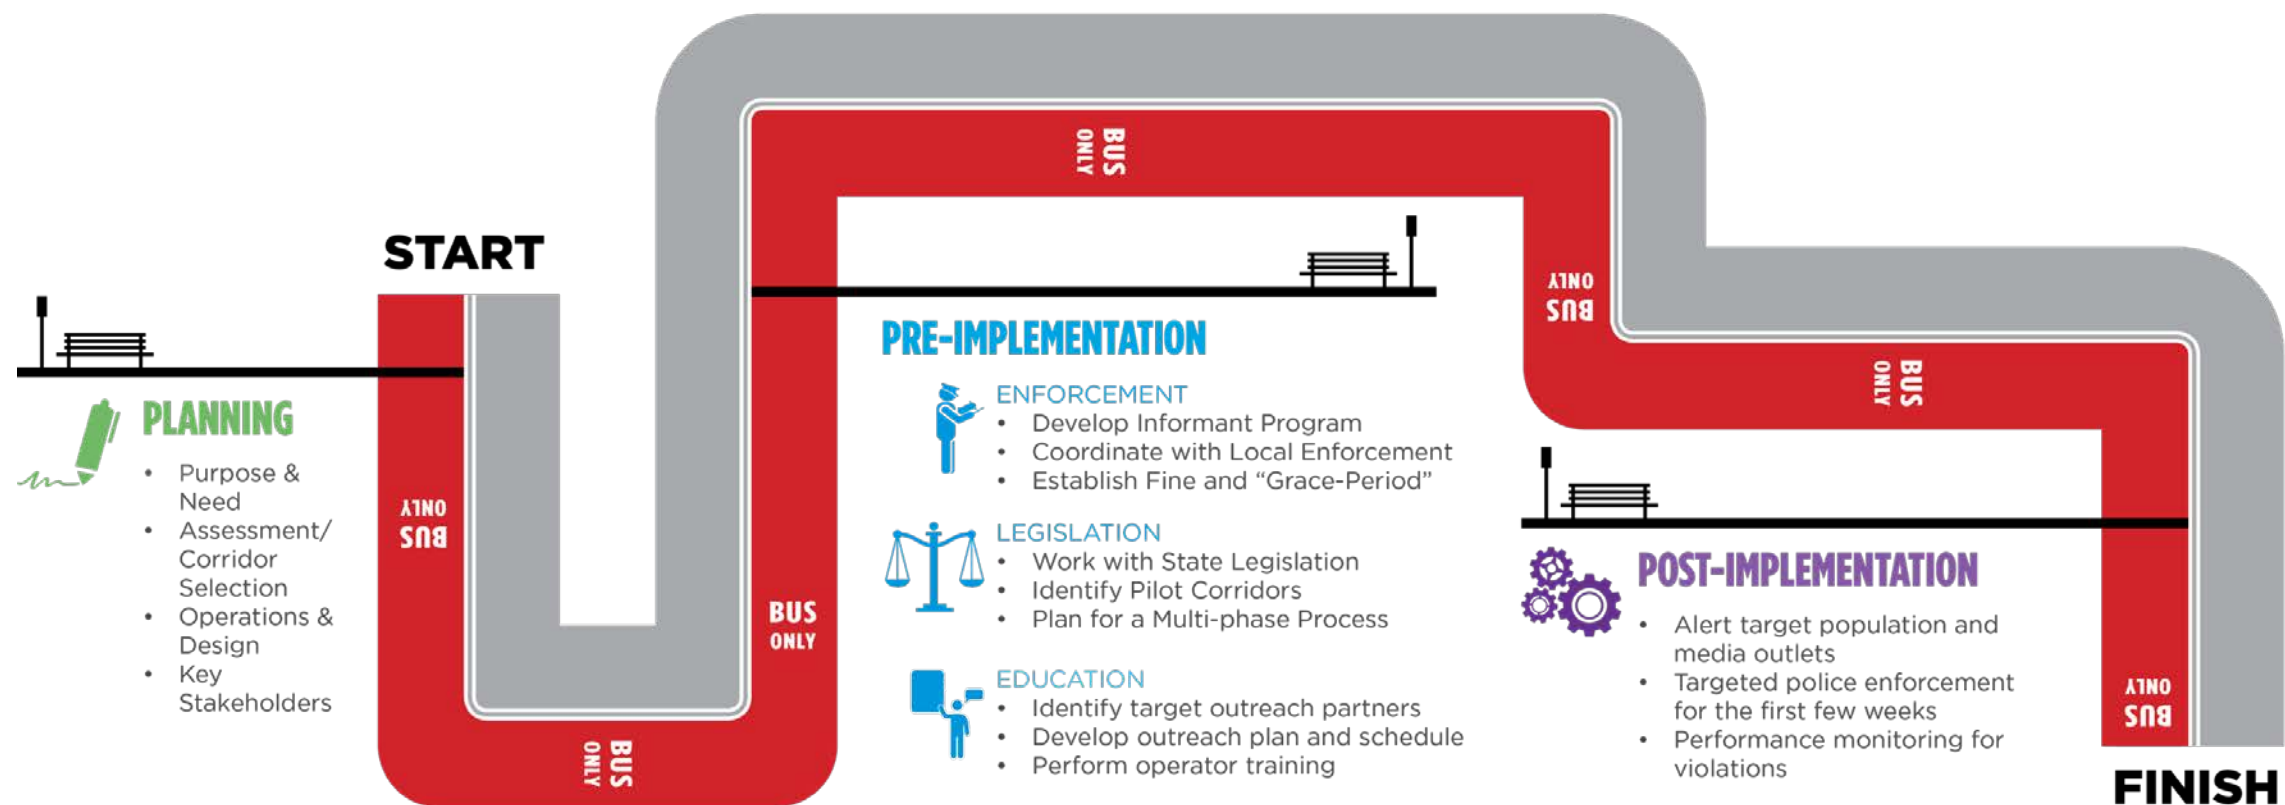 START
PLANNING
• Purpose &
Need
• Assessment/
Corridor
Selection
• Operations &
Design
• Key
Stakeholders
BUS
ONLY
BUS
ONLY
BUS
ONLY
BUS
ONLY
PRE-IMPLEMENTATION
ENFORCEMENT
• Develop Informant Program
• Coordinate with Local Enforcement
• Establish Fine and “Grace-Period”
LEGISLATION
• Work with State Legislation
• Identify Pilot Corridors
• Plan for a Multi-phase Process
EDUCATION
• Identify target outreach partners
• Develop outreach plan and schedule
• Perform operator training
BUS
ONLY
BUS
ONLY
POST-IMPLEMENTATION
• Alert target population and
media outlets
• Targeted police enforcement
for the first few weeks
• Performance monitoring for
violations
BUS
ONLY
FINISH